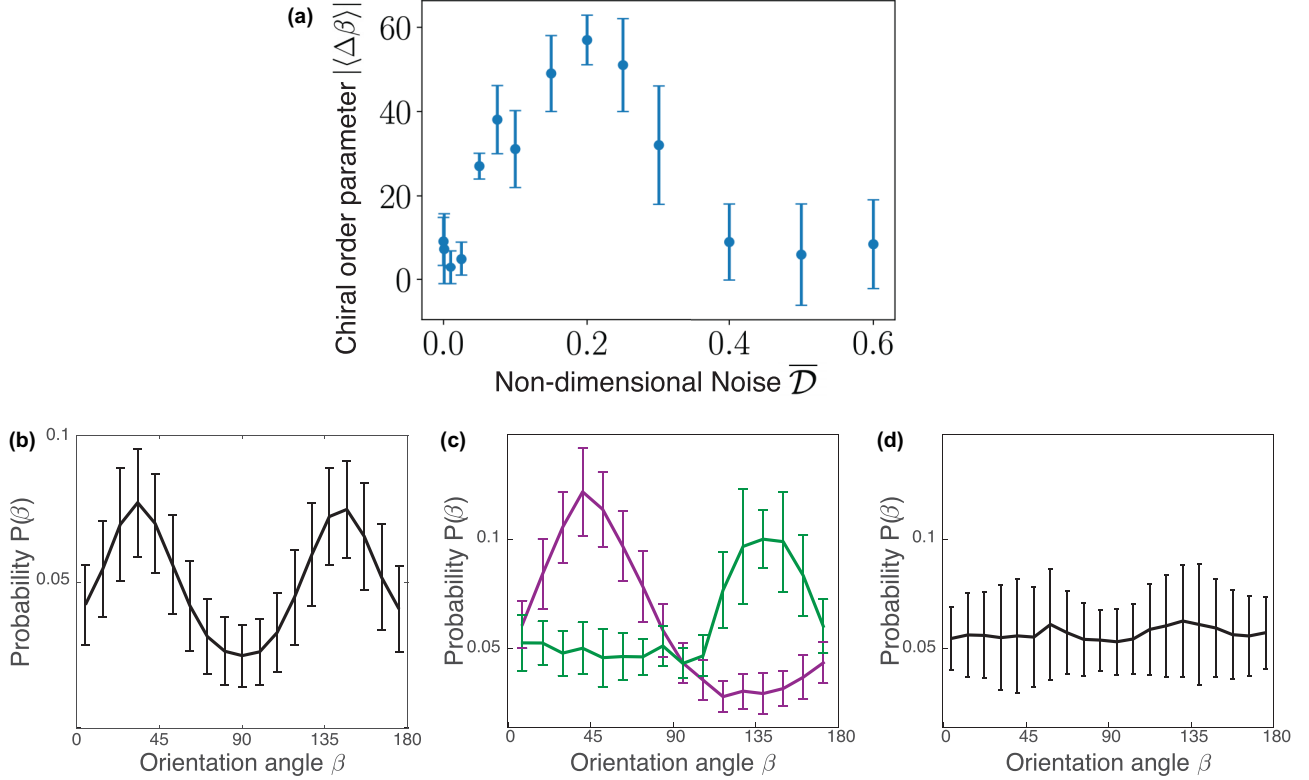 (a)
Chiral order parameter |⟨Δβ⟩|
60
40
20
0
0.0 0.2 0.4 0.6
Non-dimensional Noise \overline{𝒟}
(b)
Probability P(β)
0.1
0.05
0 45 90 135 180
Orientation angle β
(c)
Probability P(β)
0.1
0.05
0 45 90 135 180
Orientation angle β
(d)
Probability P(β)
0.1
0.05
0 45 90 135 180
Orientation angle β